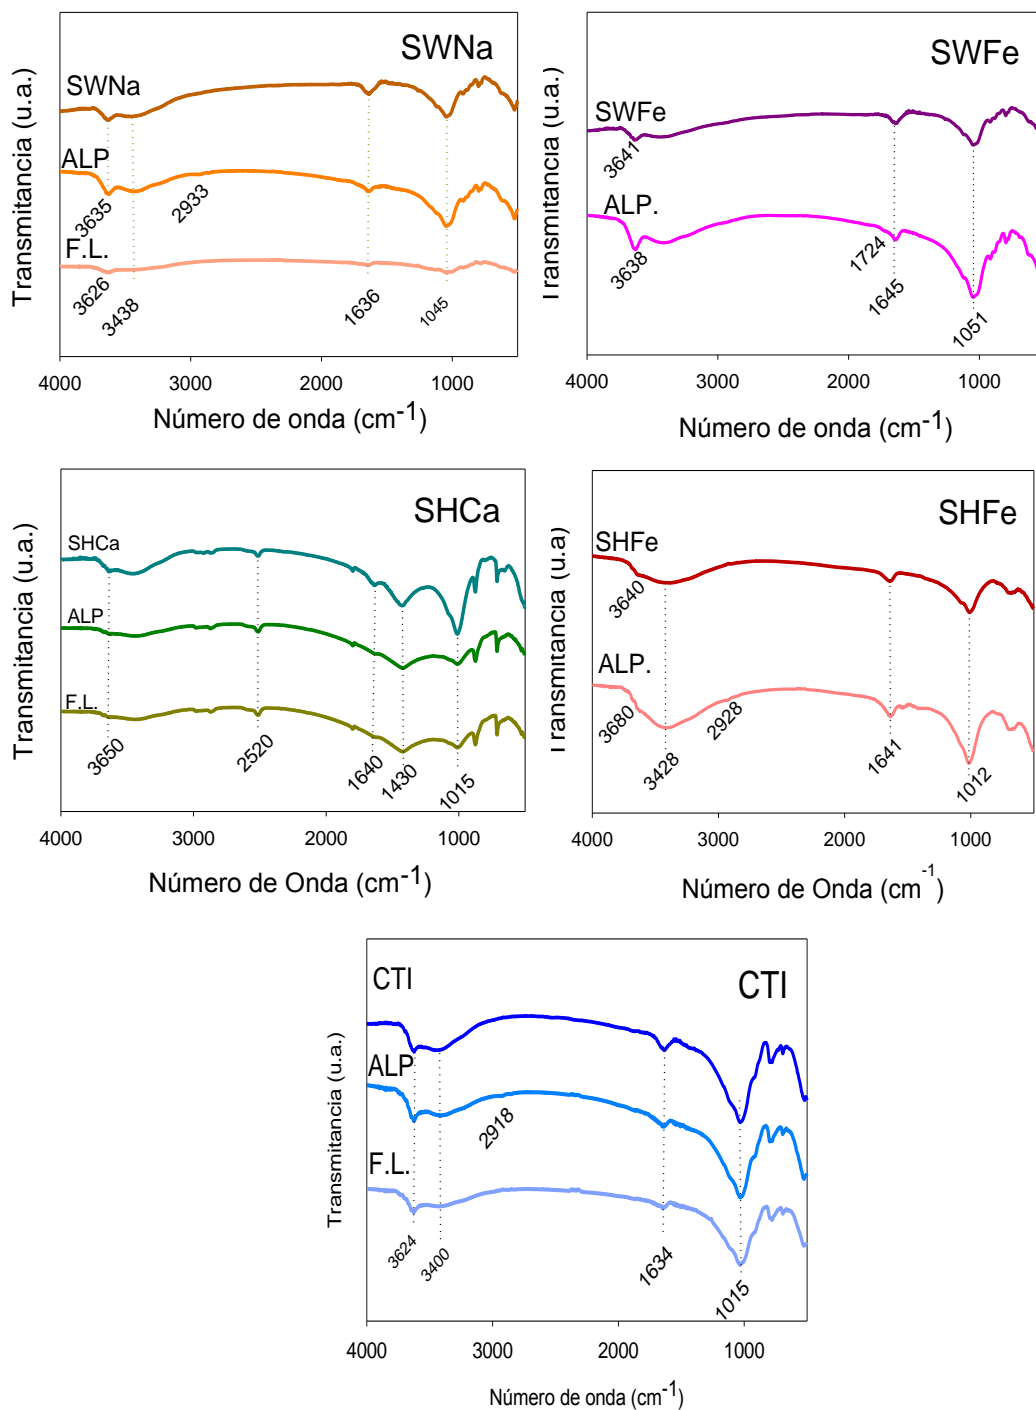 SWNa
SWNa
ALP
F.L.
3635
2933
3626
3438
1636
1045
4000 3000 2000 1000
Transmitancia (u.a.)
Número de onda (cm-1)
SWFe
SWFe
3641
ALP.
3638
1724
1645
1051
4000 3000 2000 1000
Transmitancia (u.a.)
Número de onda (cm-1)
SHCa
SHCa
ALP
F.L.
3650
2520
1640
1430
1015
4000 3000 2000 1000
Transmitancia (u.a.)
Número de Onda (cm-1)
SHFe
SHFe
3640
ALP.
3680
3428
2928
1641
1012
4000 3000 2000 1000
Transmitancia (u.a)
Número de Onda (cm-1)
CTI
CTI
ALP
2918
F.L.
3624
3400
1634
1015
4000 3000 2000 1000
Transmitancia (u.a.)
Número de onda (cm-1)